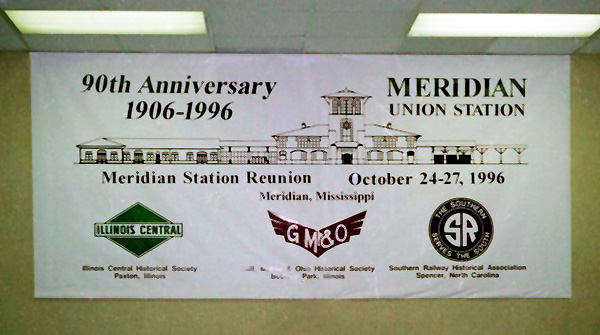 90th Anniversary
1906-1996
MERIDIAN
UNION STATION
Meridian Station Reunion October 24-27, 1996
Meridian, Mississippi
ILLINOIS CENTRAL
Illinois Central Historical Society
Paxton, Illinois
GM&O
Ohio Historical Society
Park, Illinois
THE SOUTHERN
SR
SERVES THE SOUTH
Southern Railway Historical Association
Spencer, North Carolina